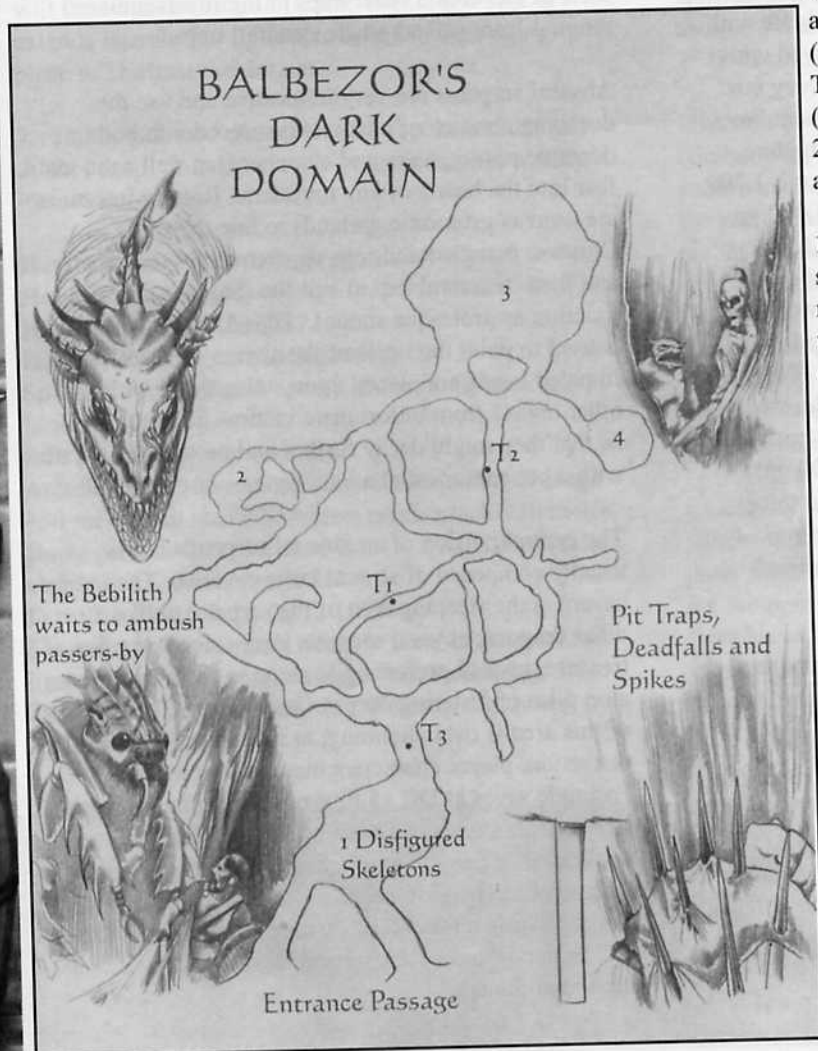 BALBEZOR'S
DARK
DOMAIN
3
4
T2
2
T1
The Bebilith
waits to ambush
passers-by
Pit Traps,
Deadfalls and
Spikes
T3
1 Disfigured
Skeletons
Entrance Passage